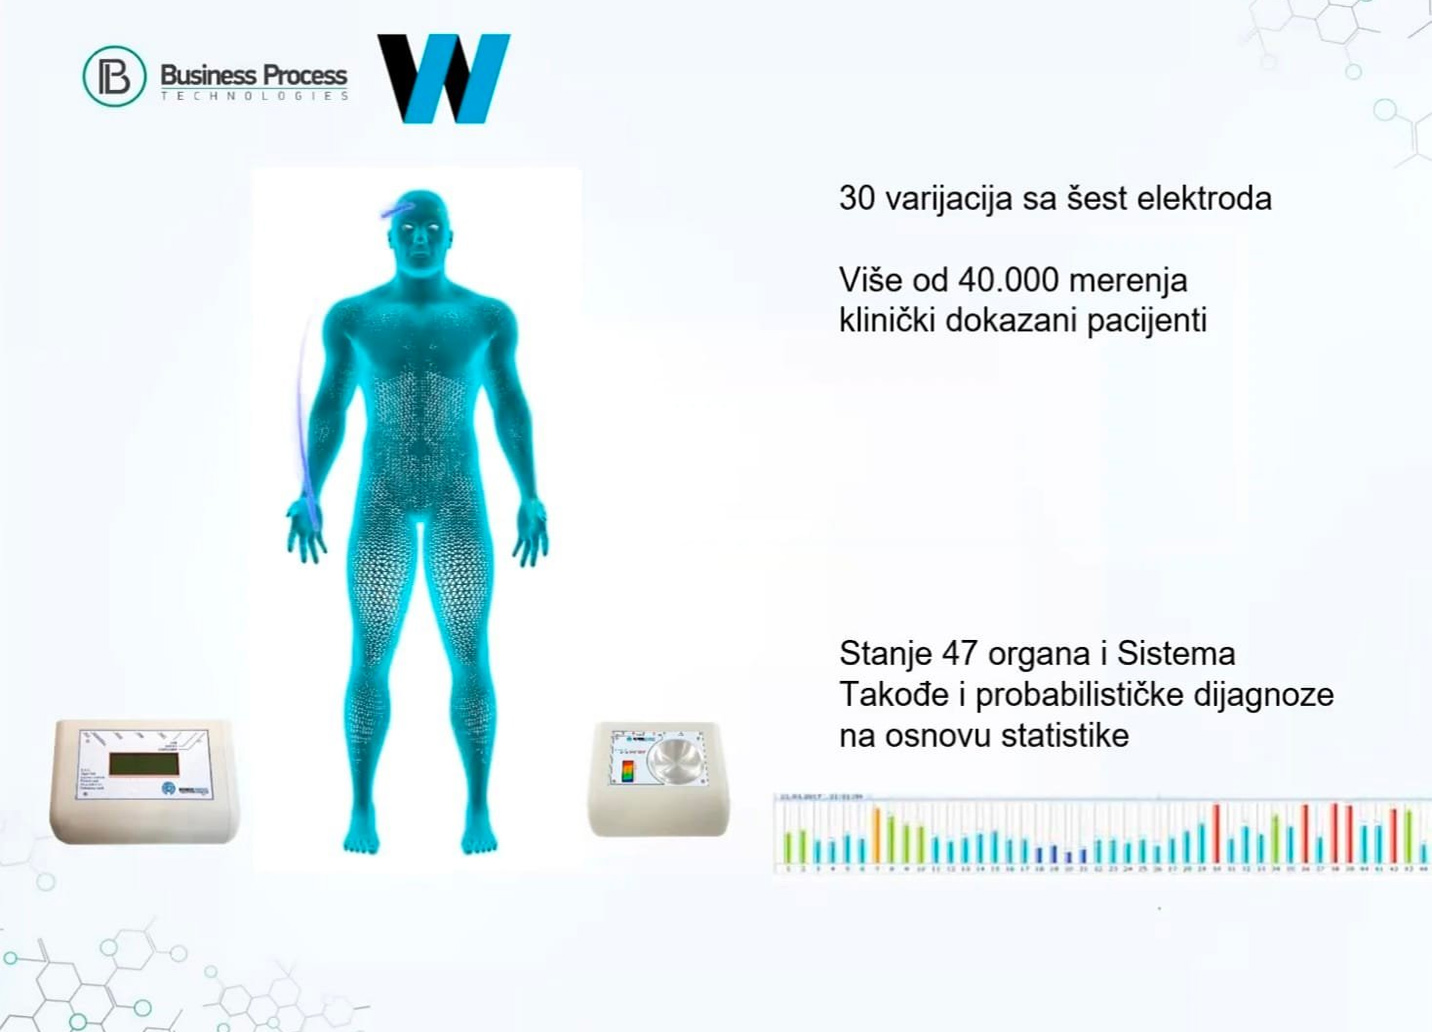 B Business Process
TECHNOLOGIES
W
30 varijacija sa šest elektroda
Više od 40.000 merenja
klinički dokazani pacijenti
Stanje 47 organa i Sistema
Takođe i probabilističke dijagnoze
na osnovu statistike